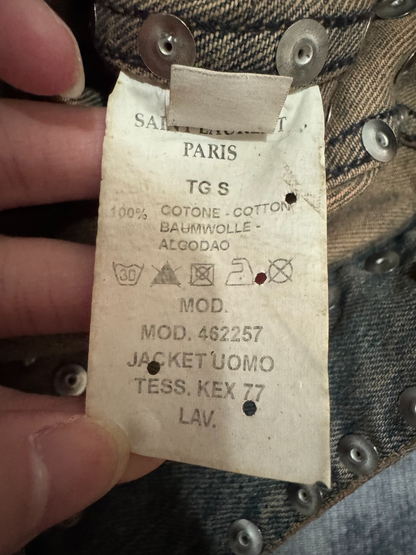 SAINT LAURENT
PARIS
TG S
100% COTONE - COTTON
BAUMWOLLE -
ALGODAO
30
MOD.
MOD. 462257
JACKET UOMO
TESS. KEX 77
LAV.